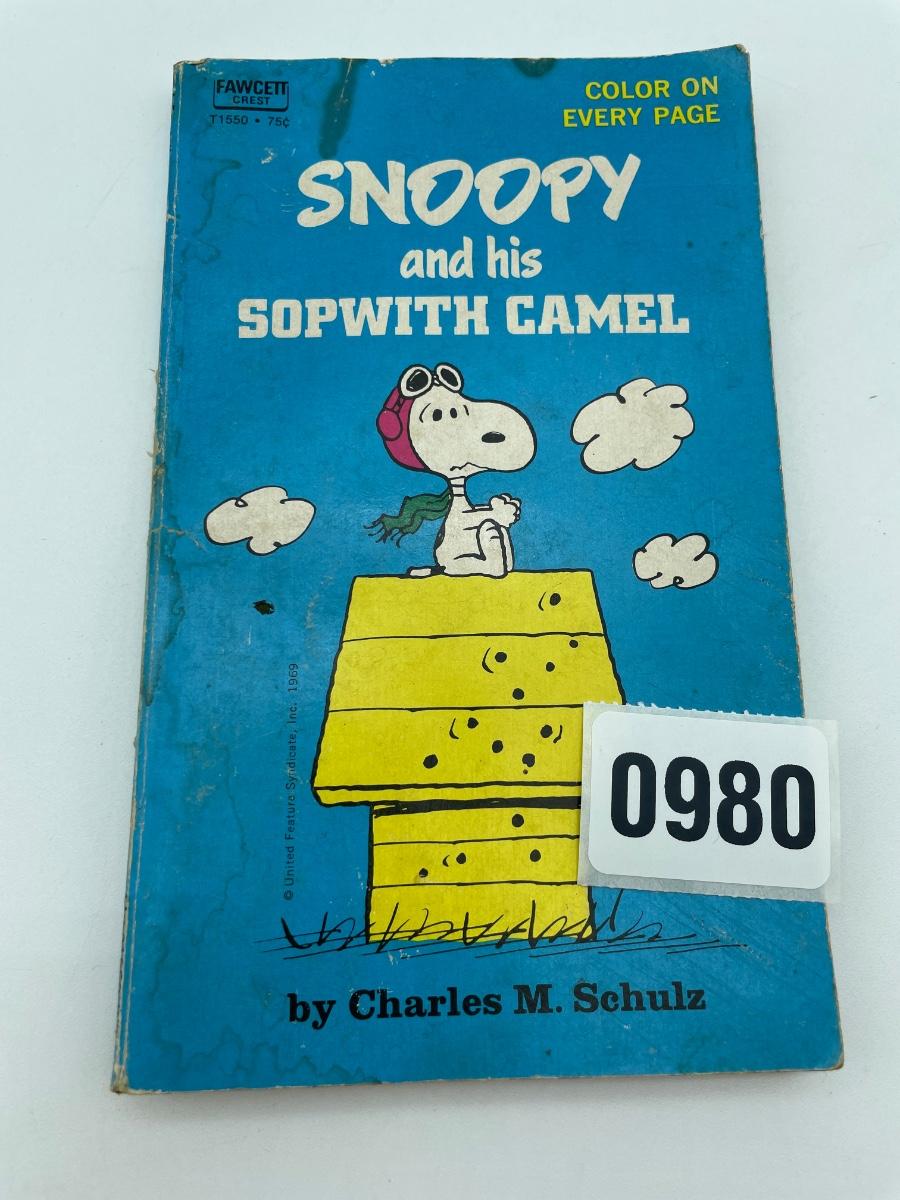 FAWCETT
CREST
T1550 • 75¢
COLOR ON
EVERY PAGE
SNOOPY
and his
SOPWITH CAMEL
© United Feature Syndicate, Inc. 1969
0980
by Charles M. Schulz